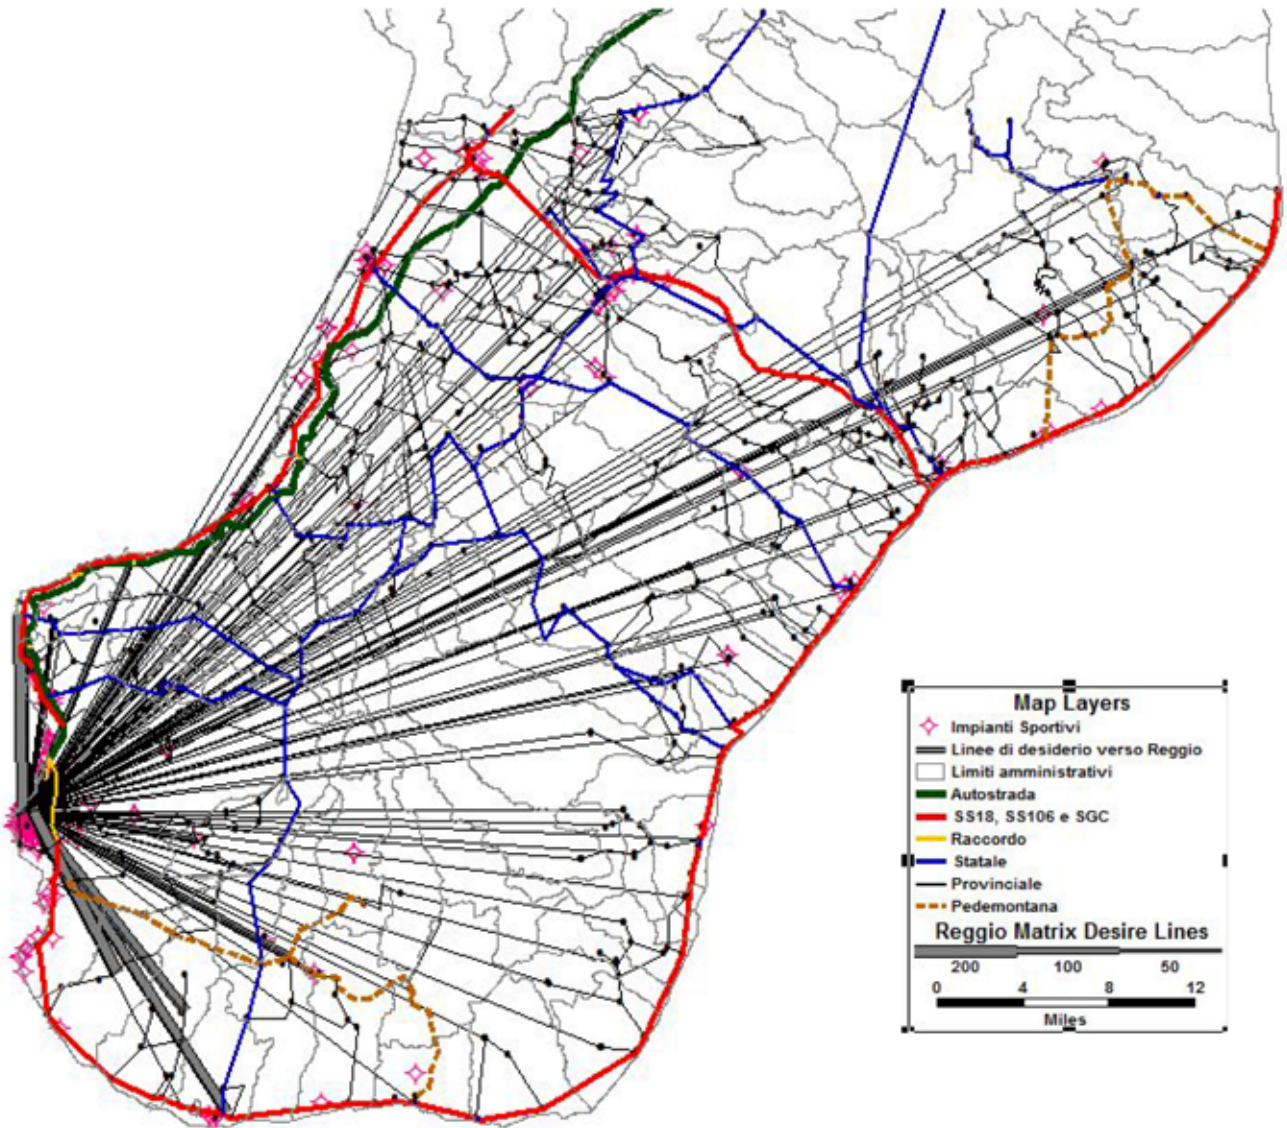 Map Layers
Impianti Sportivi
Linee di desiderio verso Reggio
Limiti amministrativi
Autostrada
SS18, SS106 e SGC
Raccordo
Statale
Provinciale
Pedemontana
Reggio Matrix Desire Lines
200 100 50
0 4 8 12
Miles